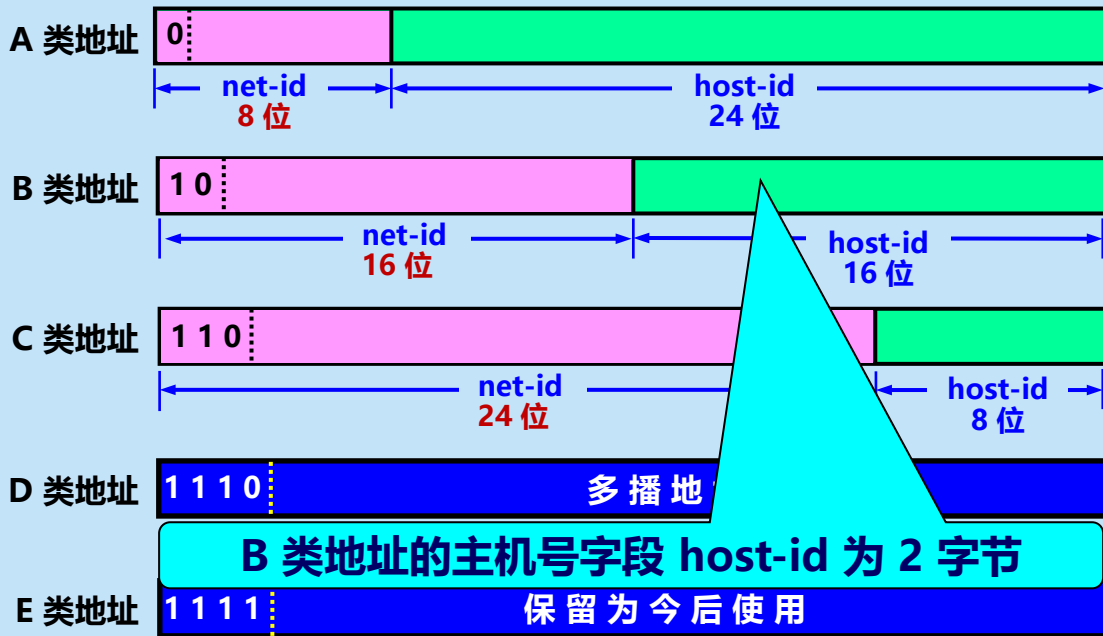 A 类地址 0
net-id host-id
8 位 24 位
B 类地址 1 0
net-id host-id
16 位 16 位
C 类地址 1 1 0
net-id host-id
24 位 8 位
D 类地址 1 1 1 0 多 播 地
B 类地址的主机号字段 host-id 为 2 字节
E 类地址 1 1 1 1 保 留 为 今 后 使 用